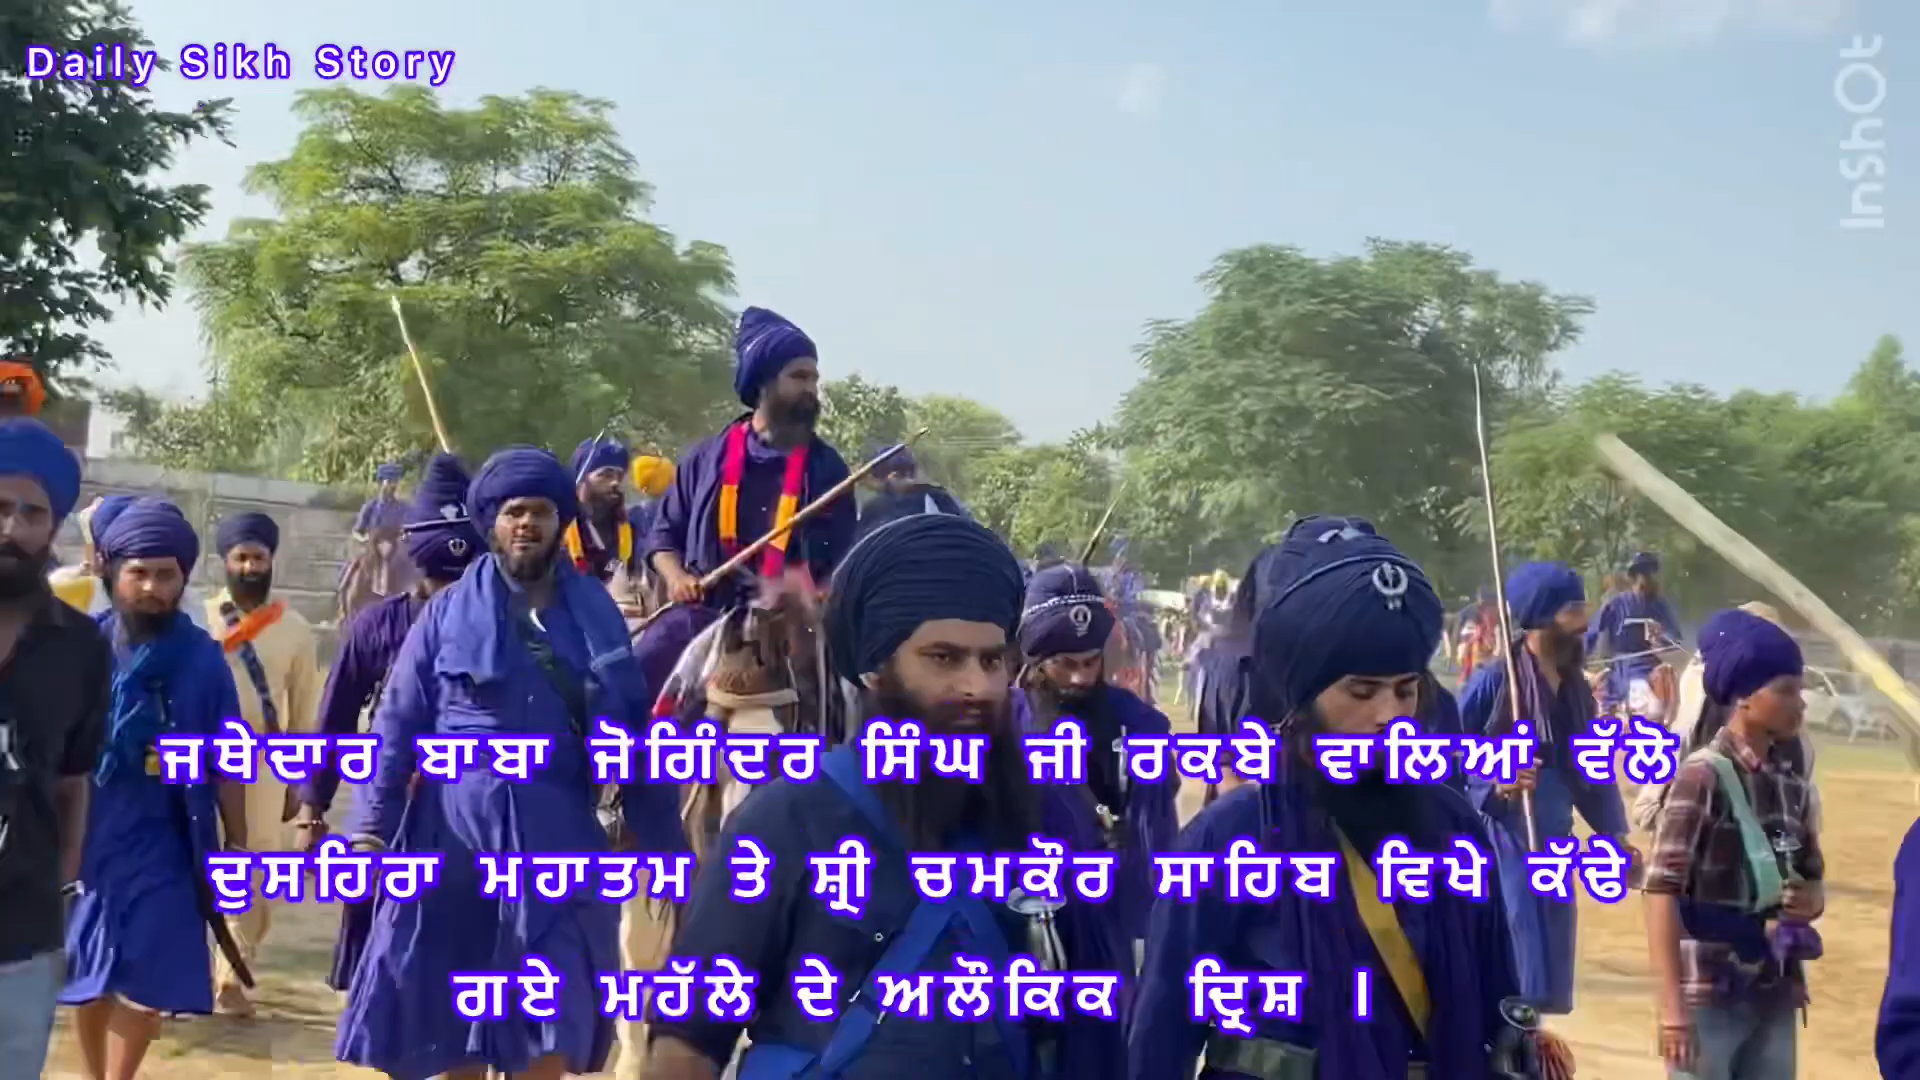 Daily Sikh Story
InShOt
ਜਥੇਦਾਰ ਬਾਬਾ ਜੋਗਿੰਦਰ ਸਿੰਘ ਜੀ ਰਕਬੇ ਵਾਲਿਆਂ ਵੱਲੋ
ਦੁਸਹਿਰਾ ਮਹਾਤਮ ਤੇ ਸ਼੍ਰੀ ਚਮਕੌਰ ਸਾਹਿਬ ਵਿਖੇ ਕੱਢੇ
ਗਏ ਮਹੱਲੇ ਦੇ ਅਲੌਕਿਕ ਦ੍ਰਿਸ਼ ।